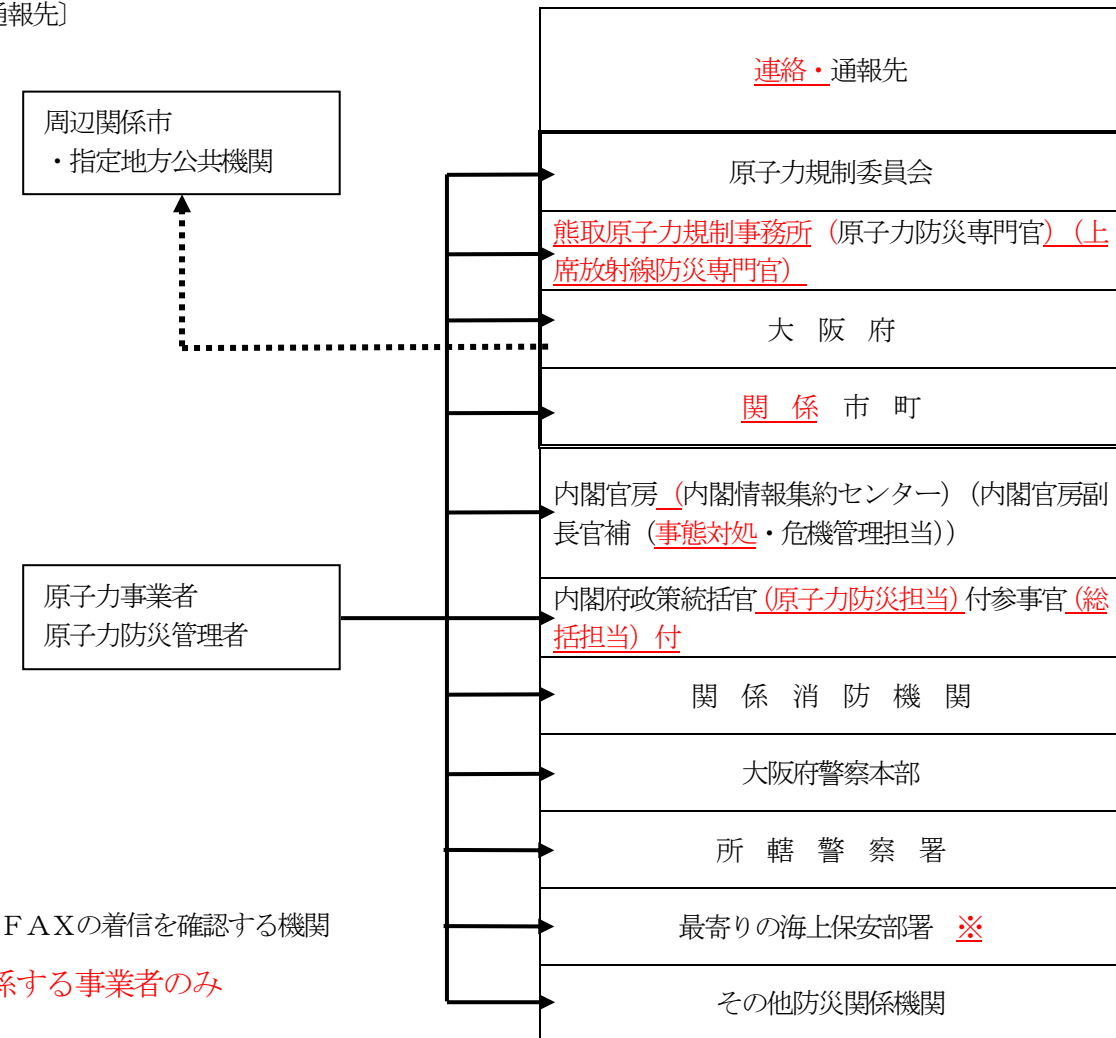 通報先〕
連絡・通報先
周辺関係市
・指定地方公共機関
原子力規制委員会
熊取原子力規制事務所（原子力防災専門官）（上
席放射線防災専門官）
大　阪　府
関　係　市　町
内閣官房（内閣情報集約センター）（内閣官房副
長官補（事態対処・危機管理担当））
原子力事業者
原子力防災管理者
内閣府政策統括官（原子力防災担当）付参事官（総
括担当）付
関　係　消　防　機　関
大阪府警察本部
所　轄　警　察　署
ＦＡＸの着信を確認する機関
最寄りの海上保安部署　※
係する事業者のみ
その他防災関係機関